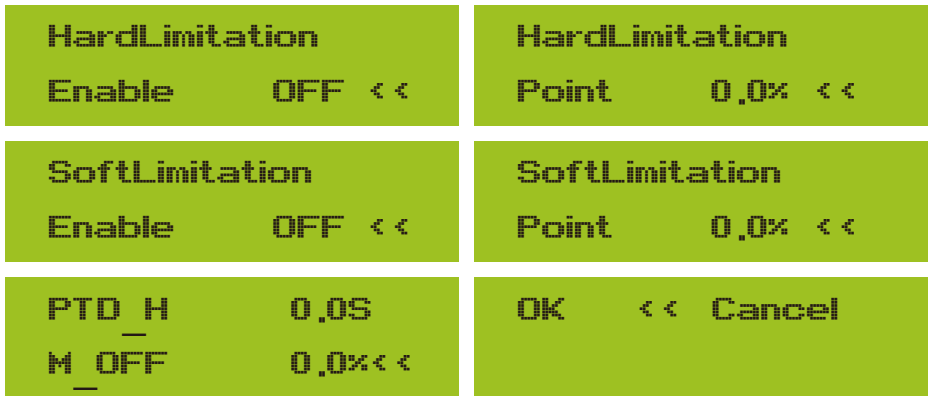 HardLimitation
Enable OFF <<
HardLimitation
Point 0.0% <<
SoftLimitation
Enable OFF <<
SoftLimitation
Point 0.0% <<
PTD_H 0.0S
M_OFF 0.0%<<
OK << Cancel